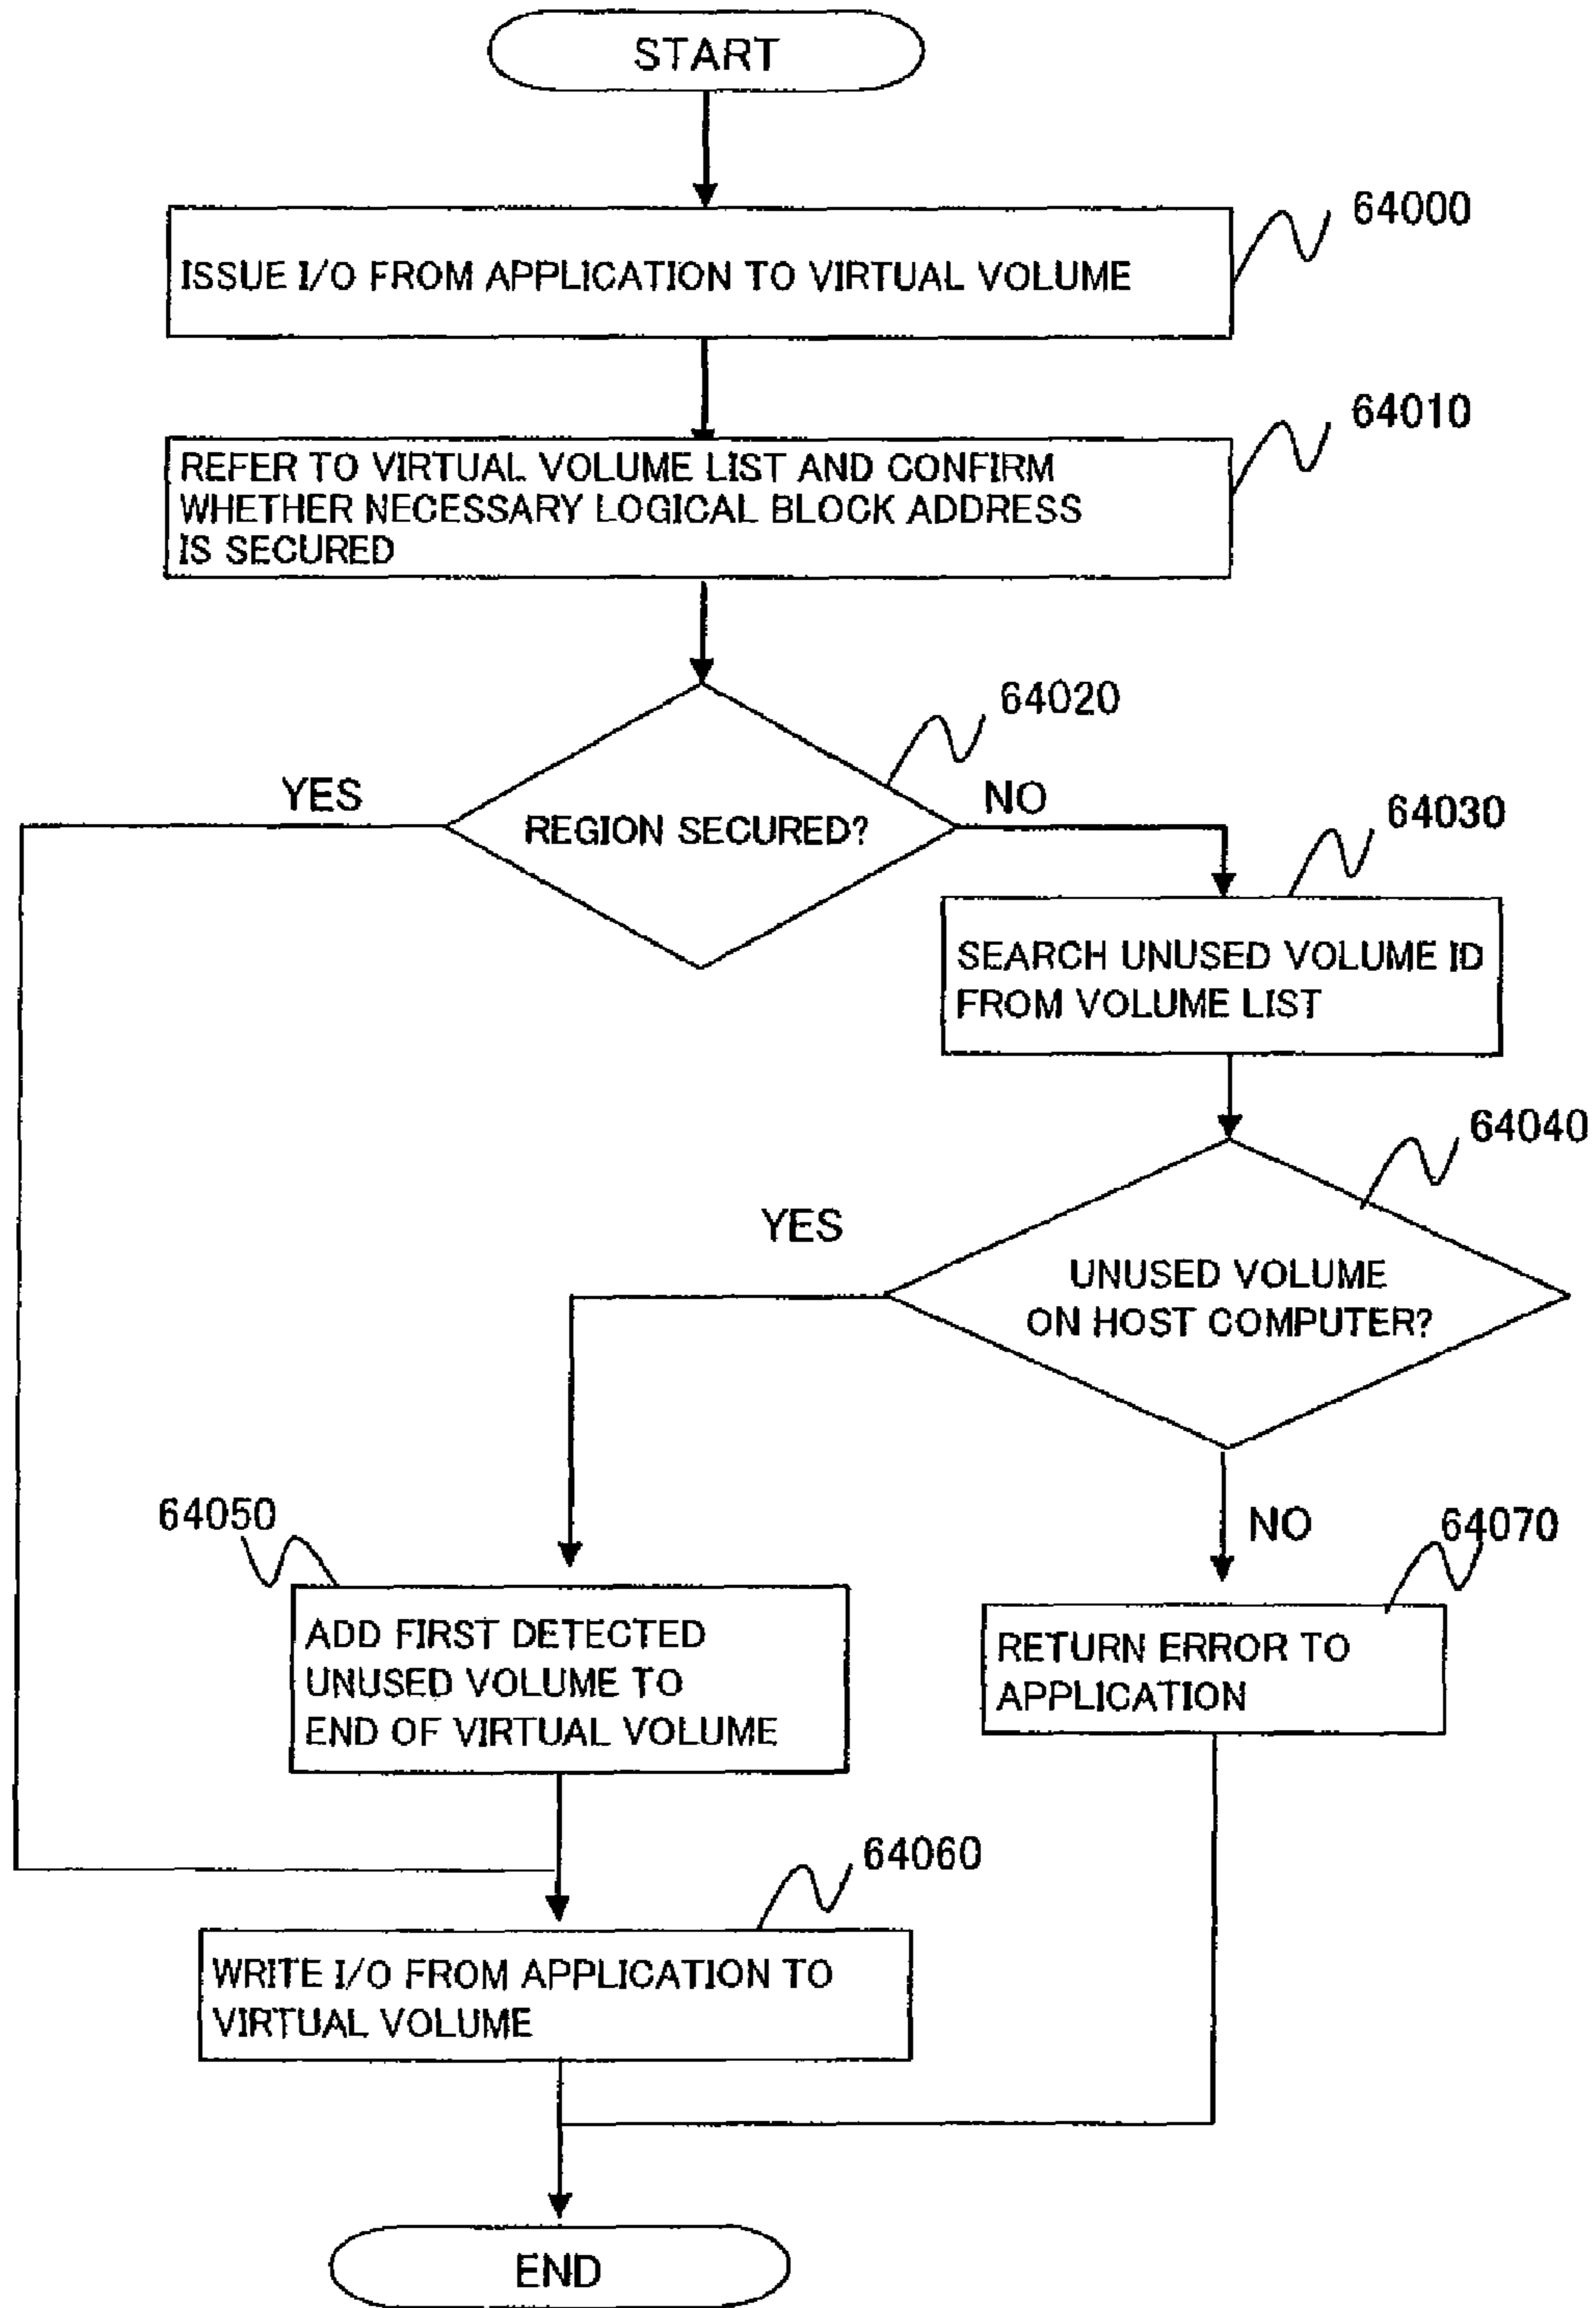 START
64000
ISSUE I/O FROM APPLICATION TO VIRTUAL VOLUME
64010
REFER TO VIRTUAL VOLUME LIST AND CONFIRM
WHETHER NECESSARY LOGICAL BLOCK ADDRESS
IS SECURED
64020
YES
NO
REGION SECURED?
64030
SEARCH UNUSED VOLUME ID
FROM VOLUME LIST
64040
YES
UNUSED VOLUME
ON HOST COMPUTER?
64050
NO
64070
ADD FIRST DETECTED
UNUSED VOLUME TO
END OF VIRTUAL VOLUME
RETURN ERROR TO
APPLICATION
64060
WRITE I/O FROM APPLICATION TO
VIRTUAL VOLUME
END